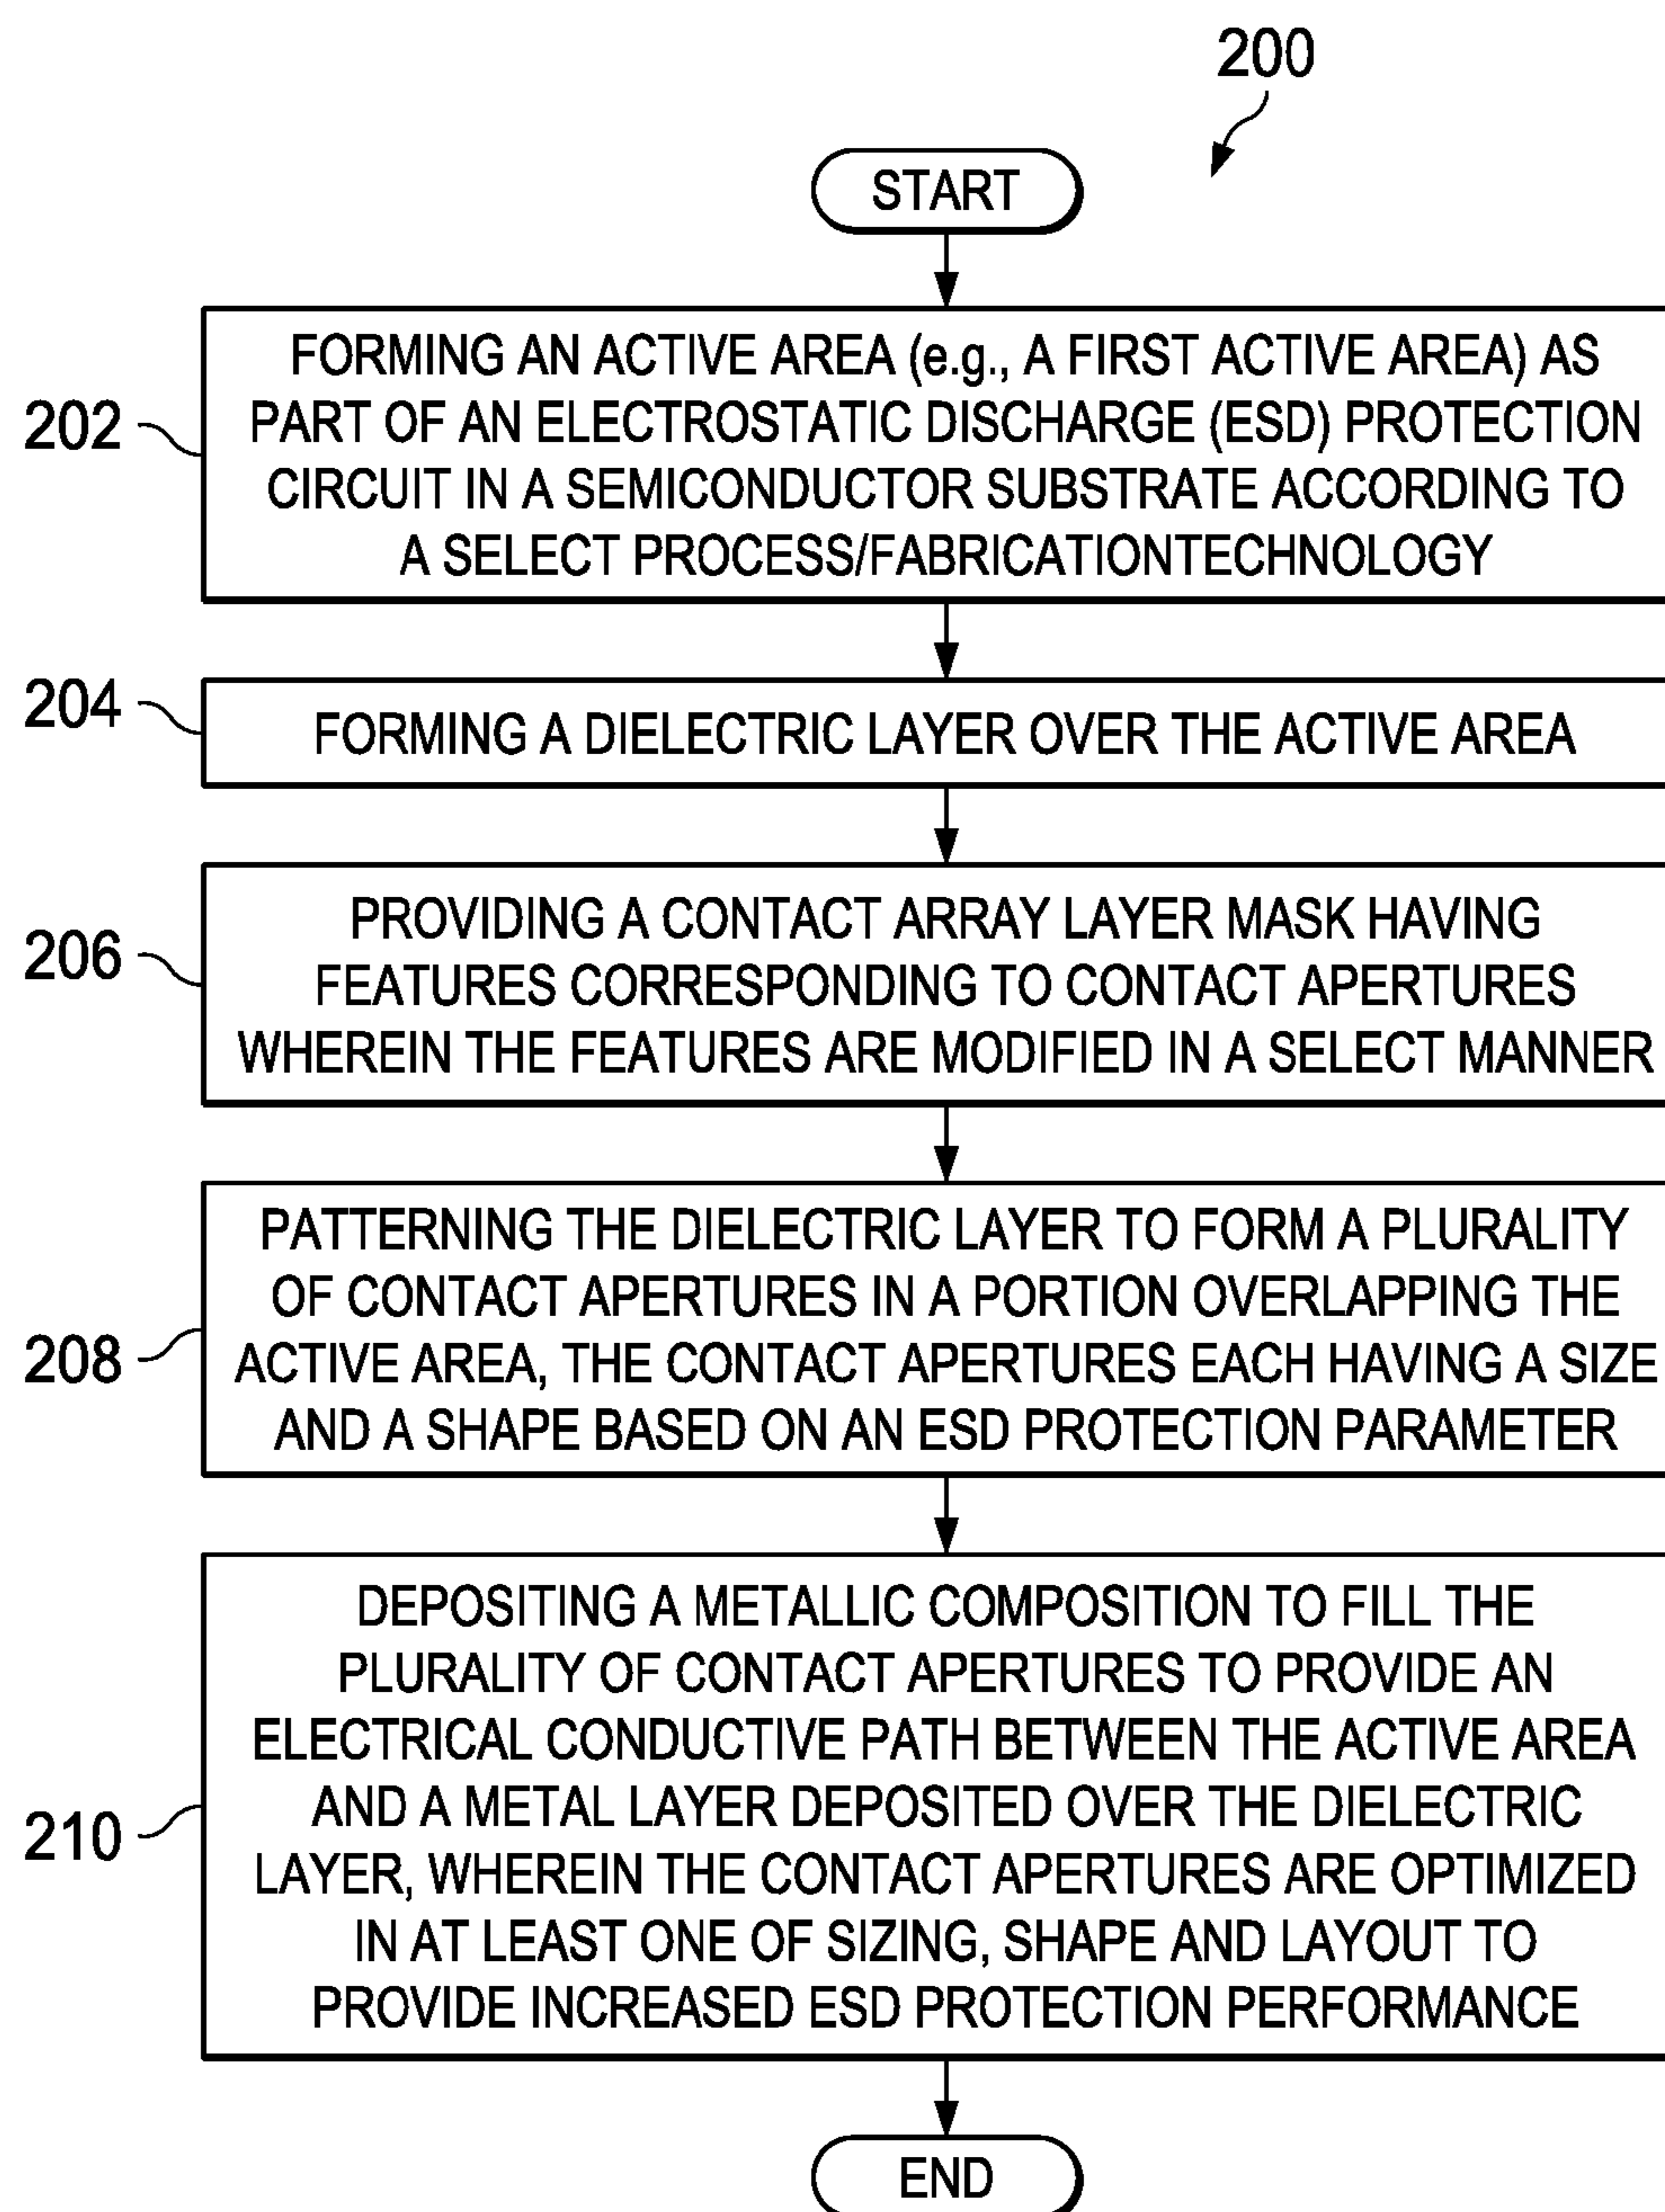 200
START
202
FORMING AN ACTIVE AREA (e.g., A FIRST ACTIVE AREA) AS
PART OF AN ELECTROSTATIC DISCHARGE (ESD) PROTECTION
CIRCUIT IN A SEMICONDUCTOR SUBSTRATE ACCORDING TO
A SELECT PROCESS/FABRICATIONTECHNOLOGY
204
FORMING A DIELECTRIC LAYER OVER THE ACTIVE AREA
206
PROVIDING A CONTACT ARRAY LAYER MASK HAVING
FEATURES CORRESPONDING TO CONTACT APERTURES
WHEREIN THE FEATURES ARE MODIFIED IN A SELECT MANNER
208
PATTERNING THE DIELECTRIC LAYER TO FORM A PLURALITY
OF CONTACT APERTURES IN A PORTION OVERLAPPING THE
ACTIVE AREA, THE CONTACT APERTURES EACH HAVING A SIZE
AND A SHAPE BASED ON AN ESD PROTECTION PARAMETER
210
DEPOSITING A METALLIC COMPOSITION TO FILL THE
PLURALITY OF CONTACT APERTURES TO PROVIDE AN
ELECTRICAL CONDUCTIVE PATH BETWEEN THE ACTIVE AREA
AND A METAL LAYER DEPOSITED OVER THE DIELECTRIC
LAYER, WHEREIN THE CONTACT APERTURES ARE OPTIMIZED
IN AT LEAST ONE OF SIZING, SHAPE AND LAYOUT TO
PROVIDE INCREASED ESD PROTECTION PERFORMANCE
END